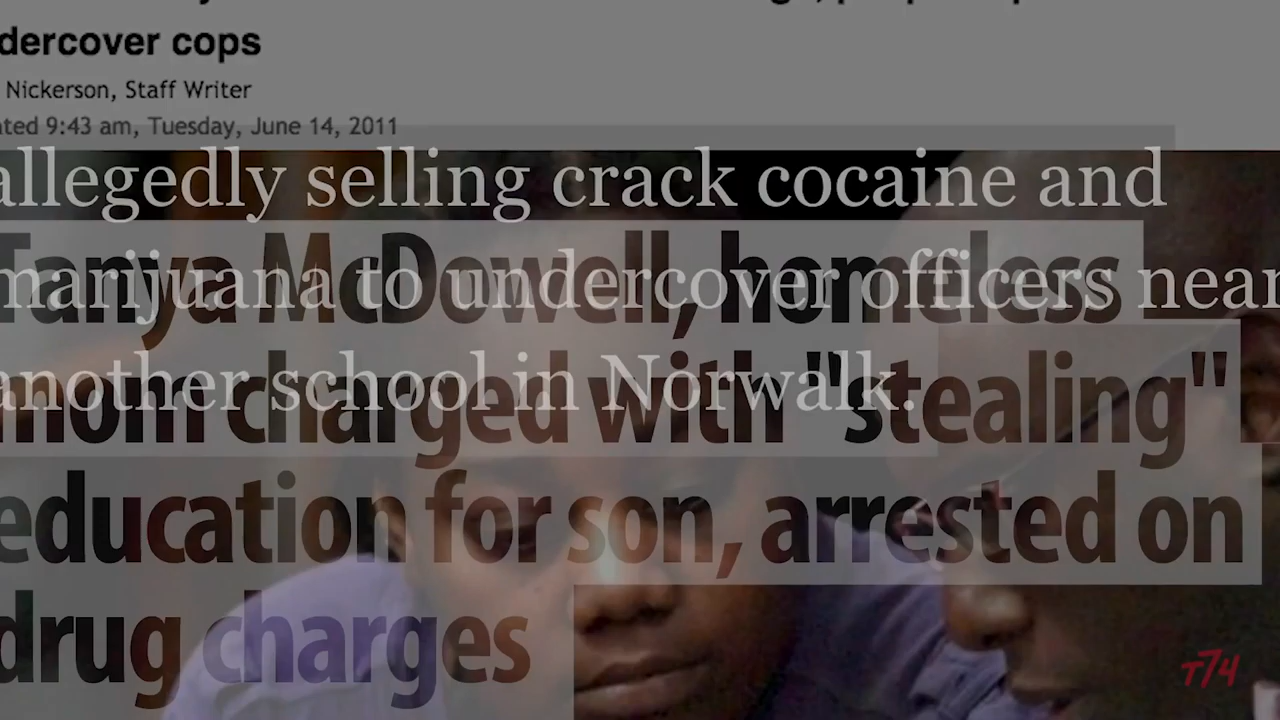 dercover cops
Nickerson, Staff Writer
ated 9:43 am, Tuesday, June 14, 2011
allegedly selling crack cocaine and
Tanya McDowell, homeless
marijuana to undercover officers near
mom charged with "stealing"
another school in Norwalk.
education for son, arrested on
drug charges
T74